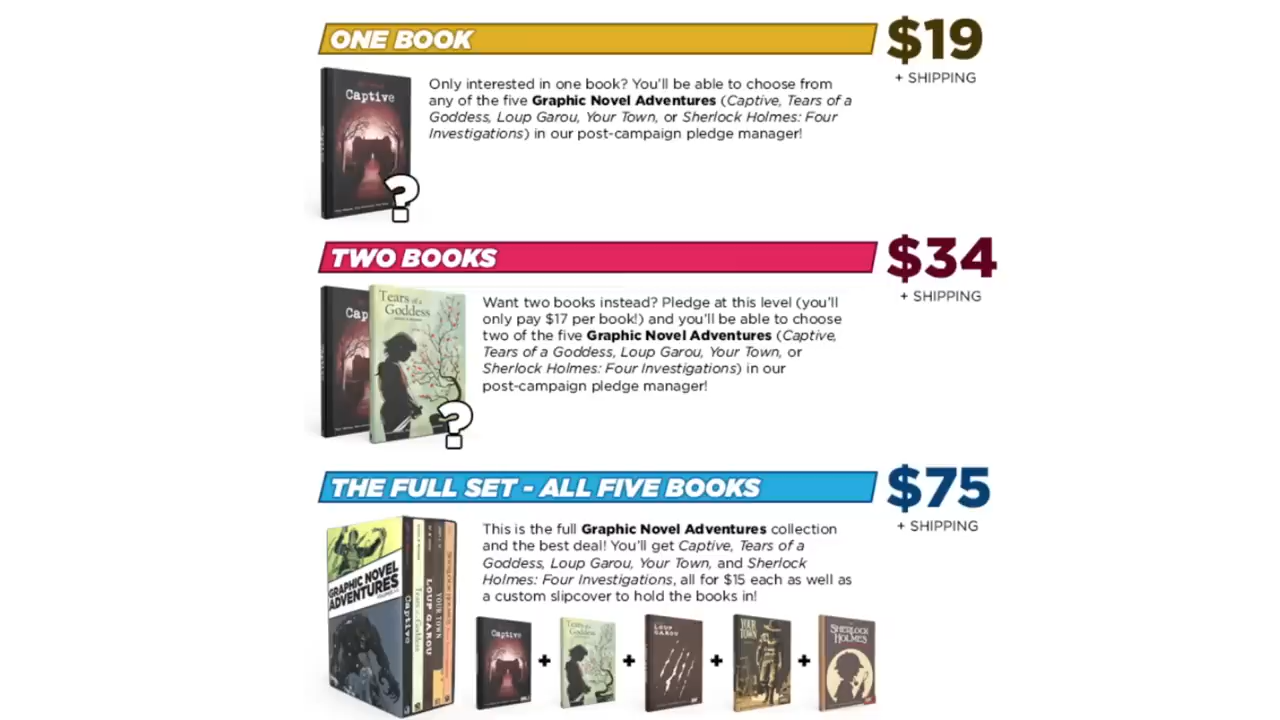 ONE BOOK
$19
+ SHIPPING
Captive
Only interested in one book? You'll be able to choose from
any of the five Graphic Novel Adventures (Captive, Tears of a
Goddess, Loup Garou, Your Town, or Sherlock Holmes: Four
Investigations) in our post-campaign pledge manager!
?
TWO BOOKS
$34
+ SHIPPING
Cap
Tears of a
Goddess
Want two books instead? Pledge at this level (you'll
only pay $17 per book!) and you'll be able to choose
two of the five Graphic Novel Adventures (Captive,
Tears of a Goddess, Loup Garou, Your Town, or
Sherlock Holmes: Four Investigations) in our
post-campaign pledge manager!
?
THE FULL SET - ALL FIVE BOOKS
$75
+ SHIPPING
GRAPHIC NOVEL
ADVENTURES
Captive
Tears of a Goddess
LOUP GAROU
YOUR TOWN
This is the full Graphic Novel Adventures collection
and the best deal! You'll get Captive, Tears of a
Goddess, Loup Garou, Your Town, and Sherlock
Holmes: Four Investigations, all for $15 each as well as
a custom slipcover to hold the books in!
Captive
+
Tears of a
Goddess
+
LOUP
GAROU
+
YOUR
TOWN
+
SHERLOCK
HOLMES